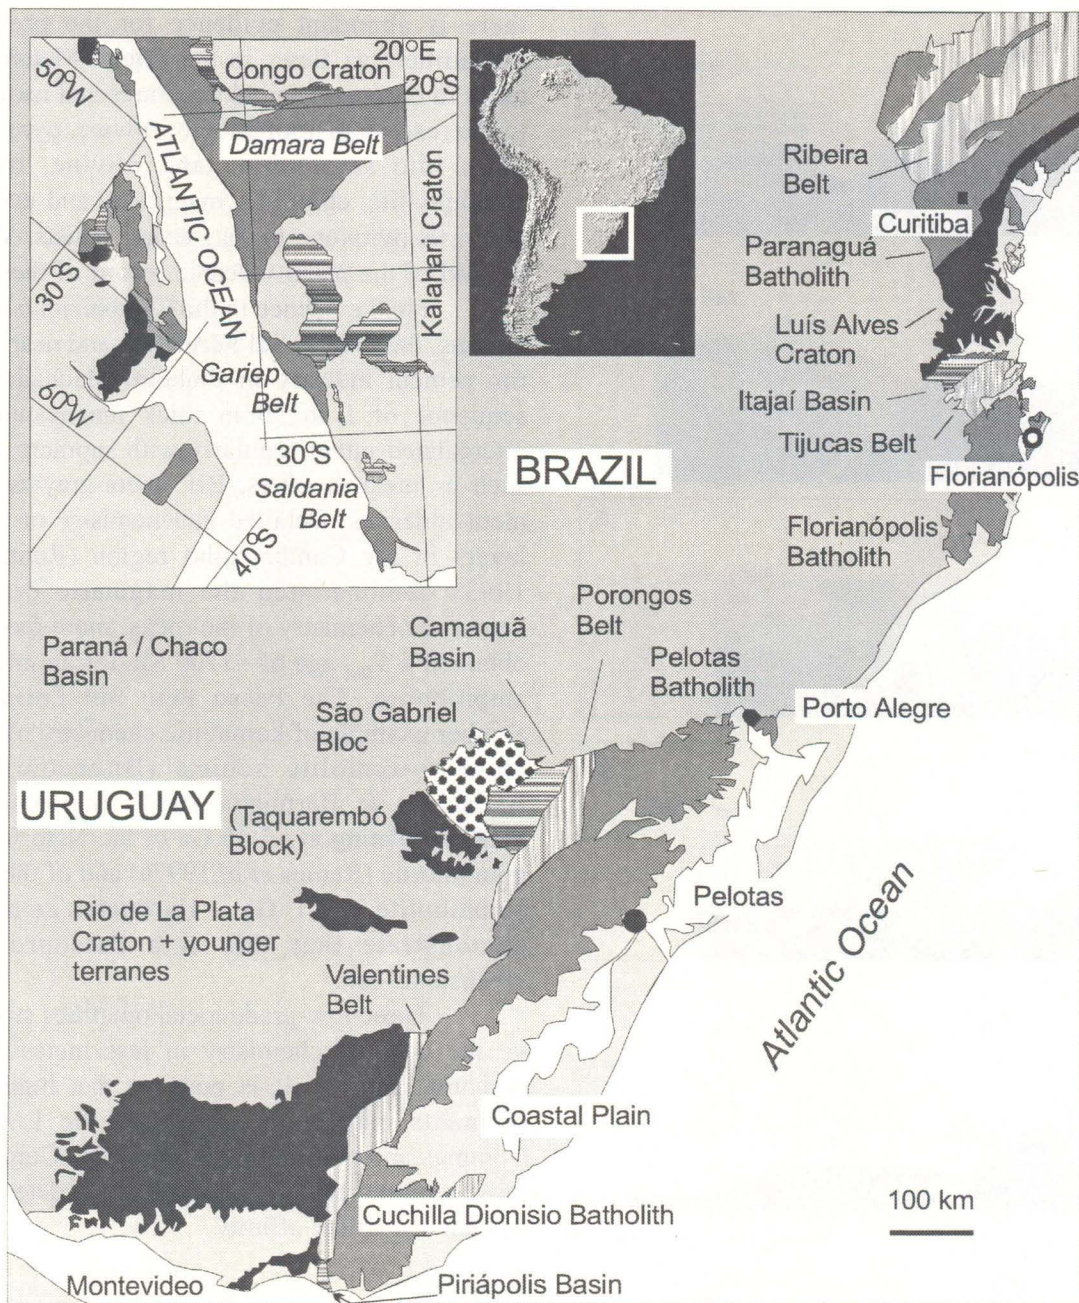 20°E
20°S
50°W
Congo Craton
ATLANTIC OCEAN
Damara Belt
Kalahari Craton
30°S
Gariep
Belt
60°W
30°S
Saldania
Belt
40°S
Ribeira
Belt
Curitiba
Paranaguá
Batholith
Luís Alves
Craton
Itajaí Basin
Tijucas Belt
Florianópolis
Florianópolis
Batholith
BRAZIL
Paraná / Chaco
Basin
Camaquã
Basin
Porongos
Belt
Pelotas
Batholith
Porto Alegre
São Gabriel
Bloc
URUGUAY
(Taquarembó
Block)
Pelotas
Rio de La Plata
Craton + younger
terranes
Valentines
Belt
Atlantic Ocean
Coastal Plain
100 km
Cuchilla Dionisio Batholith
Montevideo
Piriápolis Basin